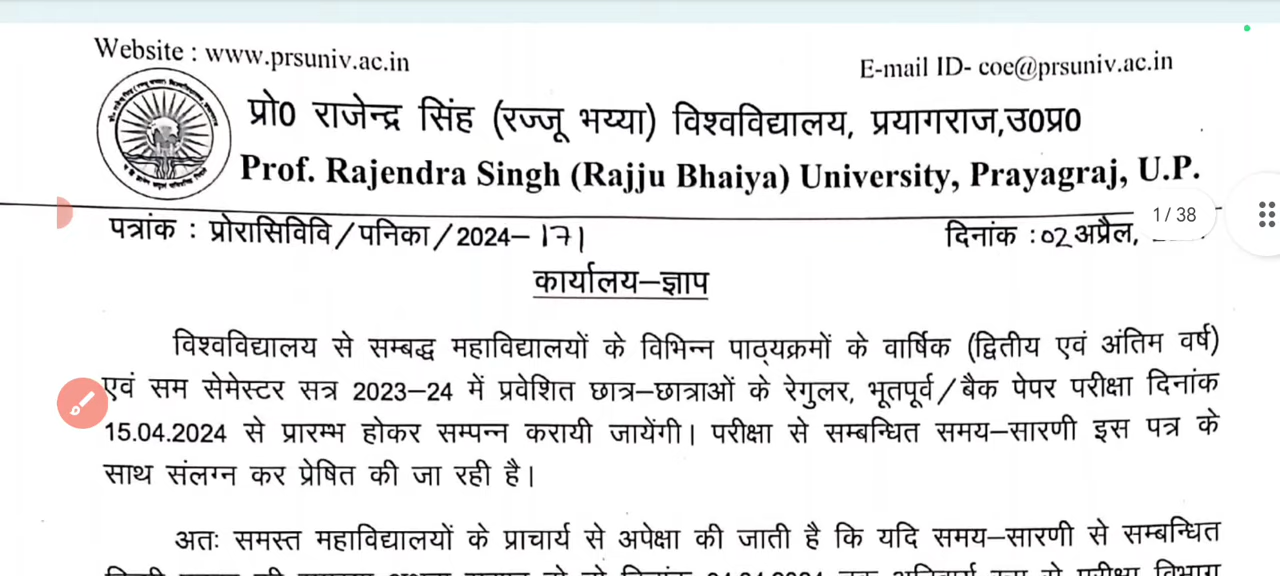 Website : www.prsuniv.ac.in
E-mail ID- coe@prsuniv.ac.in
प्रो0 राजेन्द्र सिंह (रज्जू भय्या) विश्वविद्यालय, प्रयागराज,उ0प्र0
Prof. Rajendra Singh (Rajju Bhaiya) University, Prayagraj, U.P.
पत्रांक : प्रोरासिविवि/पनिका/2024-171
दिनांक :02 अप्रैल,
1 / 38
कार्यालय-ज्ञाप
विश्वविद्यालय से सम्बद्ध महाविद्यालयों के विभिन्न पाठ्यक्रमों के वार्षिक (द्वितीय एवं अंतिम वर्ष)
एवं सम सेमेस्टर सत्र 2023-24 में प्रवेशित छात्र-छात्राओं के रेगुलर, भूतपूर्व/बैक पेपर परीक्षा दिनांक
15.04.2024 से प्रारम्भ होकर सम्पन्न करायी जायेंगी। परीक्षा से सम्बन्धित समय-सारणी इस पत्र के
साथ संलग्न कर प्रेषित की जा रही है।
अतः समस्त महाविद्यालयों के प्राचार्य से अपेक्षा की जाती है कि यदि समय-सारणी से सम्बन्धित